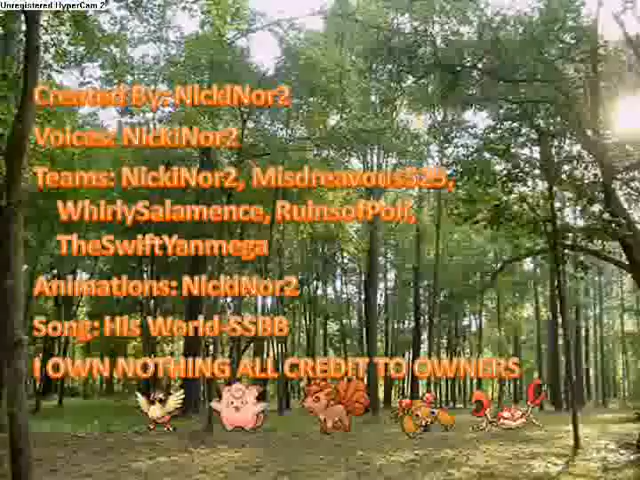 Unregistered HyperCam 2
Created By: NickiNor2
Voices: NickiNor2
Teams: NickiNor2, Misdreavous525,
WhirlySalamence, RuinsofPoli,
TheSwiftYanmega
Animations: NickiNor2
Song: His World-SSBB
I OWN NOTHING ALL CREDIT TO OWNERS